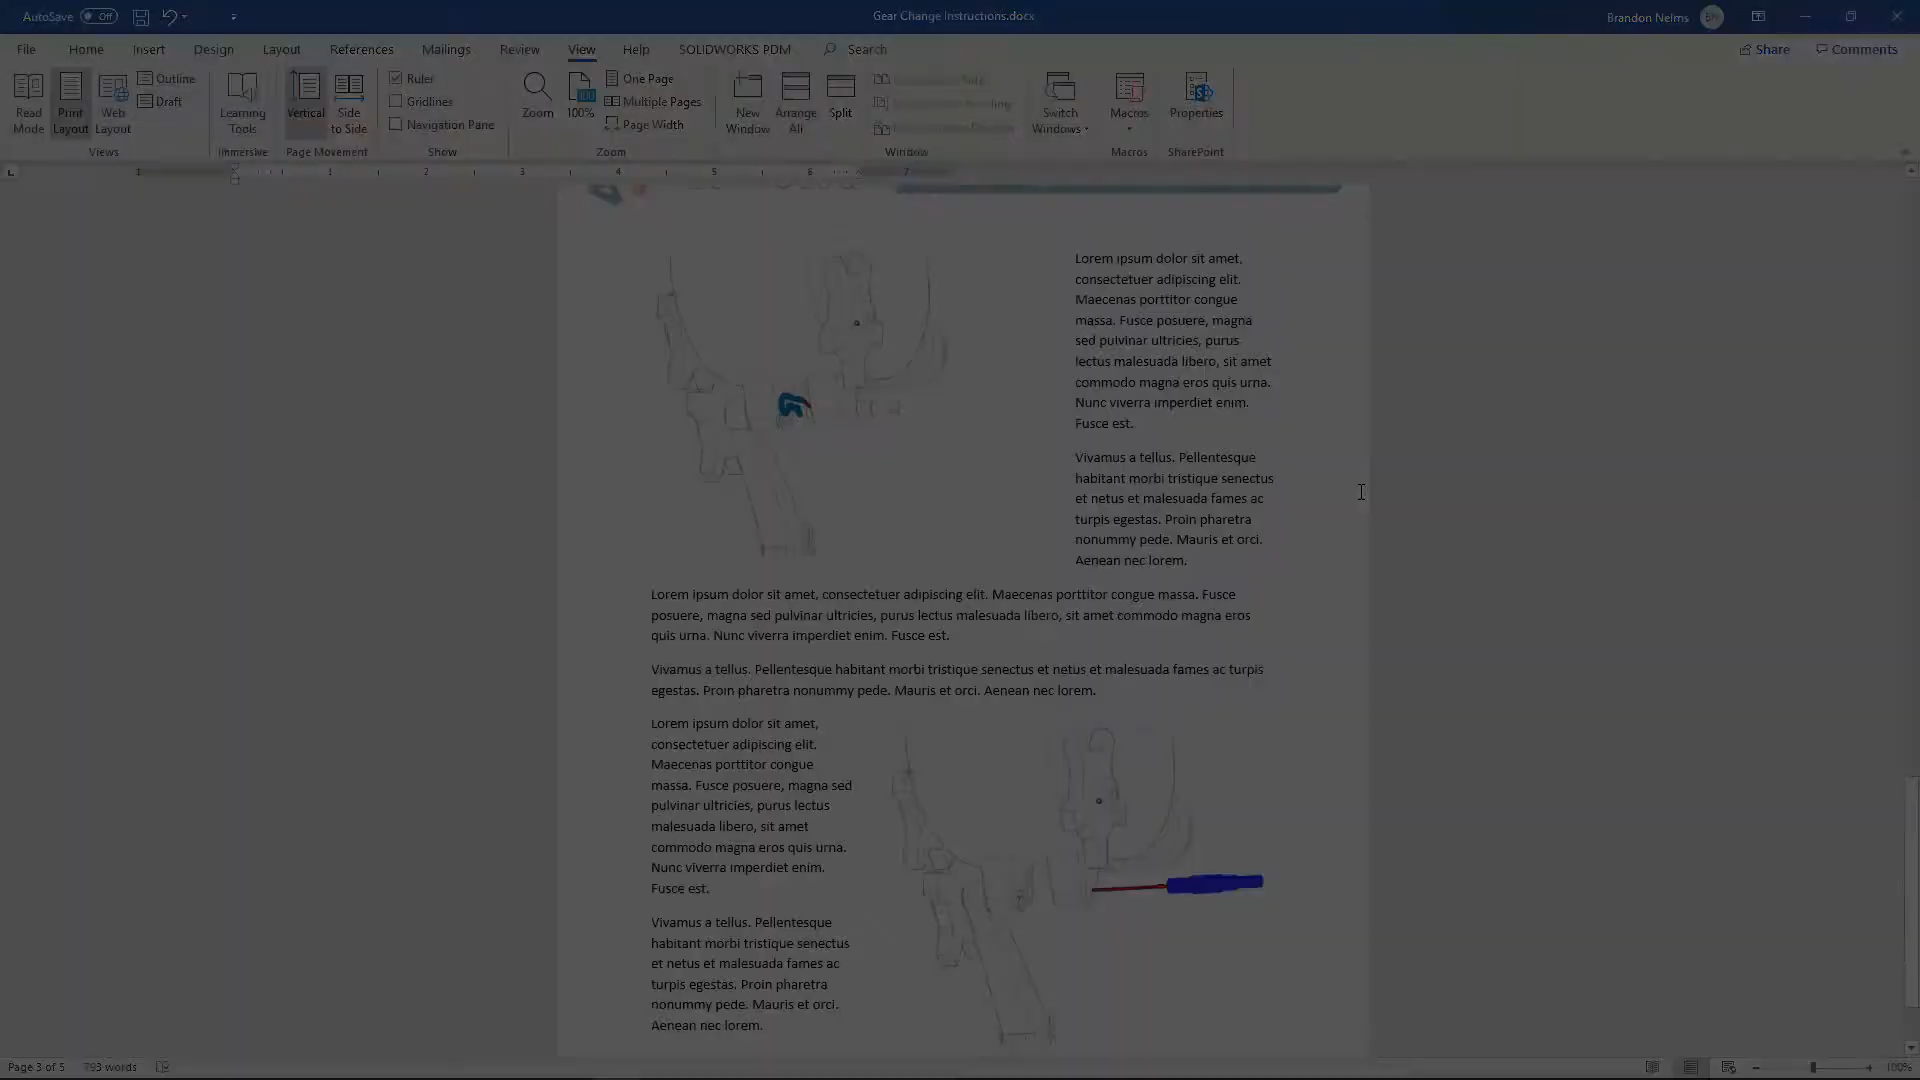 AutoSave Off
Gear Change Instructions.docx
Brandon Nelms BN
File Home Insert Design Layout References Mailings Review View Help SOLIDWORKS PDM Search
Share Comments
Read Mode
Print Layout
Web Layout
Outline
Draft
Views
Learning Tools
Immersive
Vertical
Side to Side
Page Movement
Ruler
Gridlines
Navigation Pane
Show
Zoom
100%
One Page
Multiple Pages
Page Width
Zoom
New Window
Arrange All
Split
Switch Windows
Window
Macros
Macros
Properties
SharePoint
1 1 2 3 4 5 6 7
Lorem ipsum dolor sit amet,
consectetuer adipiscing elit.
Maecenas porttitor congue
massa. Fusce posuere, magna
sed pulvinar ultricies, purus
lectus malesuada libero, sit amet
commodo magna eros quis urna.
Nunc viverra imperdiet enim.
Fusce est.
Vivamus a tellus. Pellentesque
habitant morbi tristique senectus
et netus et malesuada fames ac
turpis egestas. Proin pharetra
nonummy pede. Mauris et orci.
Aenean nec lorem.
Lorem ipsum dolor sit amet, consectetuer adipiscing elit. Maecenas porttitor congue massa. Fusce
posuere, magna sed pulvinar ultricies, purus lectus malesuada libero, sit amet commodo magna eros
quis urna. Nunc viverra imperdiet enim. Fusce est.
Vivamus a tellus. Pellentesque habitant morbi tristique senectus et netus et malesuada fames ac turpis
egestas. Proin pharetra nonummy pede. Mauris et orci. Aenean nec lorem.
Lorem ipsum dolor sit amet,
consectetuer adipiscing elit.
Maecenas porttitor congue
massa. Fusce posuere, magna sed
pulvinar ultricies, purus lectus
malesuada libero, sit amet
commodo magna eros quis urna.
Nunc viverra imperdiet enim.
Fusce est.
Vivamus a tellus. Pellentesque
habitant morbi tristique senectus
et netus et malesuada fames ac
turpis egestas. Proin pharetra
nonummy pede. Mauris et orci.
Aenean nec lorem.
Page 3 of 5 793 words
100%